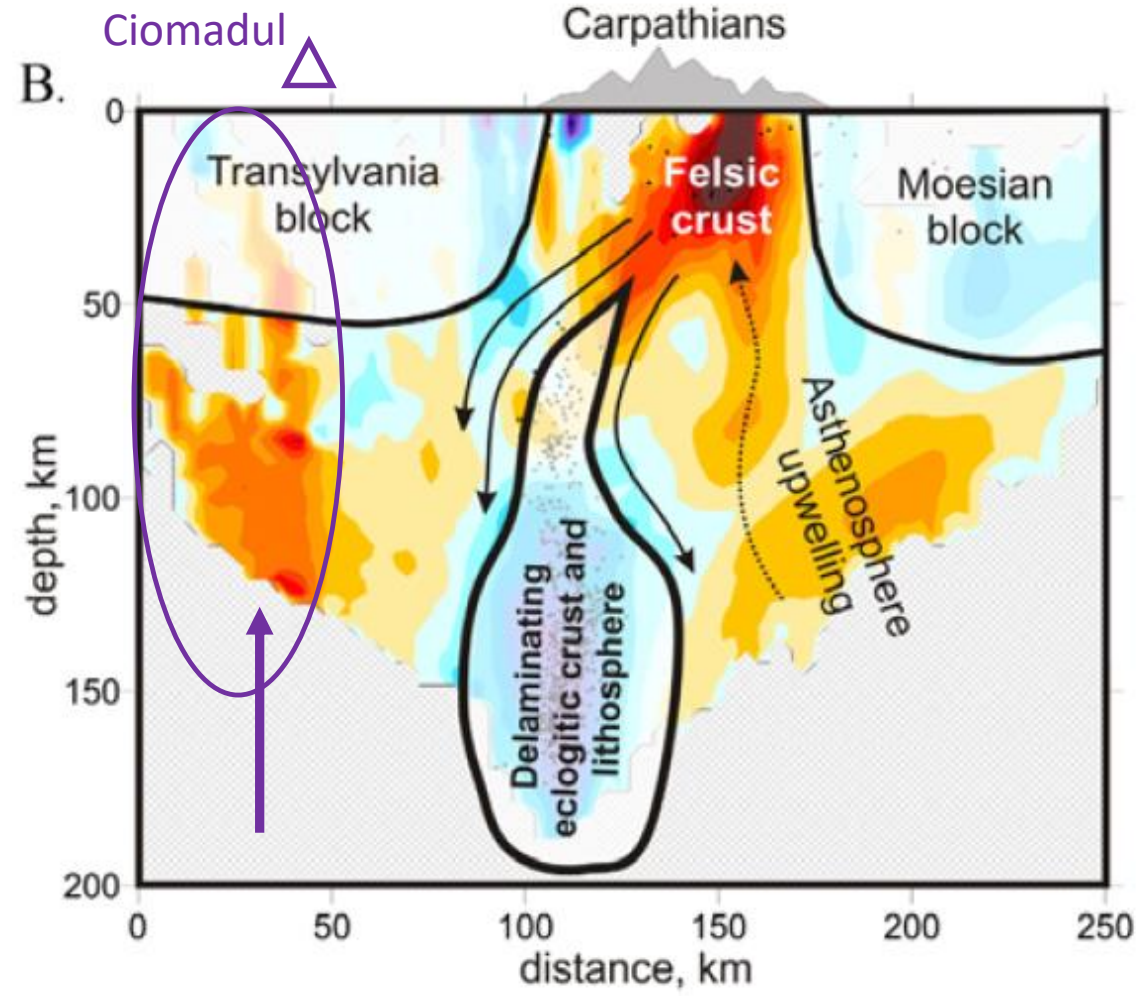 Ciomadul
Carpathians
B.
0
50
100
150
200
depth, km
Transylvania
block
Felsic
crust
Moesian
block
Asthenosphere
upwelling
Delaminating
eclogitic crust and
lithosphere
0
50
100
150
200
250
distance, km